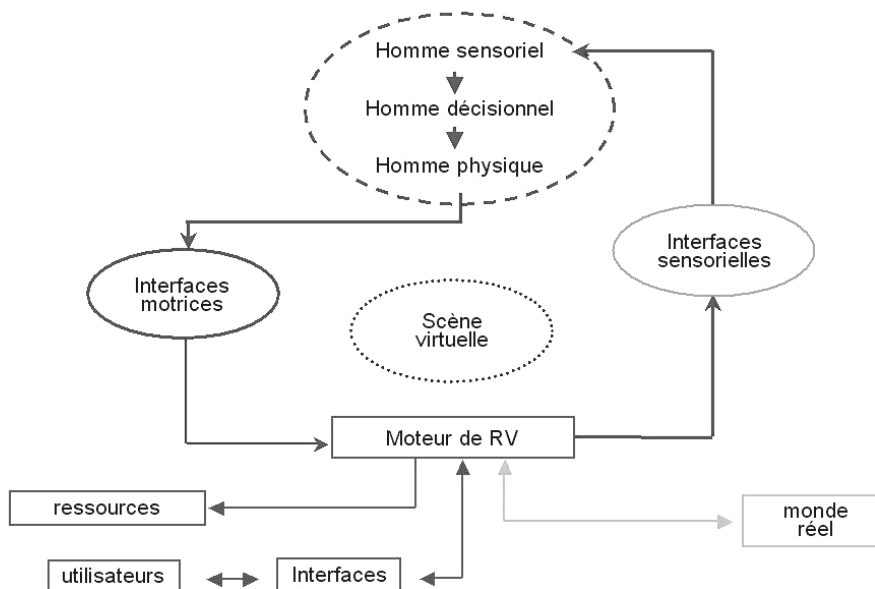 Homme sensoriel
Homme décisionnel
Homme physique
Interfaces
sensorielles
Interfaces
motrices
Scène
virtuelle
Moteur de RV
ressources
monde
réel
utilisateurs
Interfaces